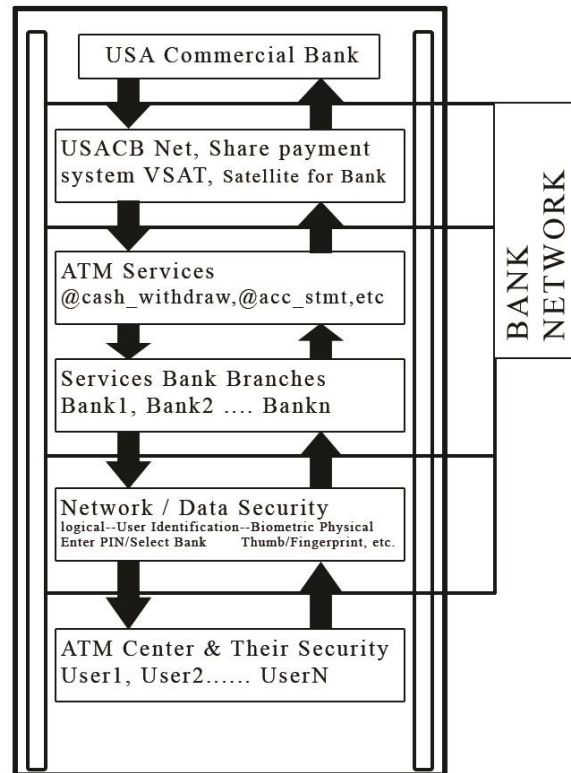 USA Commercial Bank
USACB Net, Share payment
system VSAT, Satellite for Bank
ATM Services
@cash_withdraw,@acc_stmt,etc
Services Bank Branches
Bank1, Bank2 .... Bankn
Network / Data Security
logical--User Identification--Biometric Physical
Enter PIN/Select Bank Thumb/Fingerprint, etc.
ATM Center & Their Security
User1, User2...... UserN
BANK
NETWORK